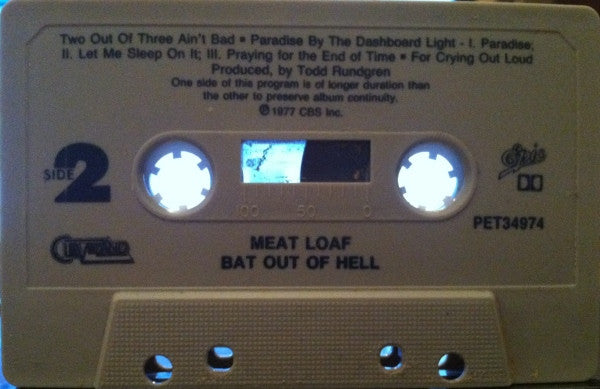 Two Out Of Three Ain't Bad • Paradise By The Dashboard Light - I. Paradise;
II. Let Me Sleep On It; III. Praying for the End of Time • For Crying Out Loud
Produced, by Todd Rundgren
One side of this program is of longer duration than
the other to preserve album continuity.
℗ 1977 CBS Inc.
SIDE 2
Epic
100 50 0
PET34974
Cleveland
MEAT LOAF
BAT OUT OF HELL